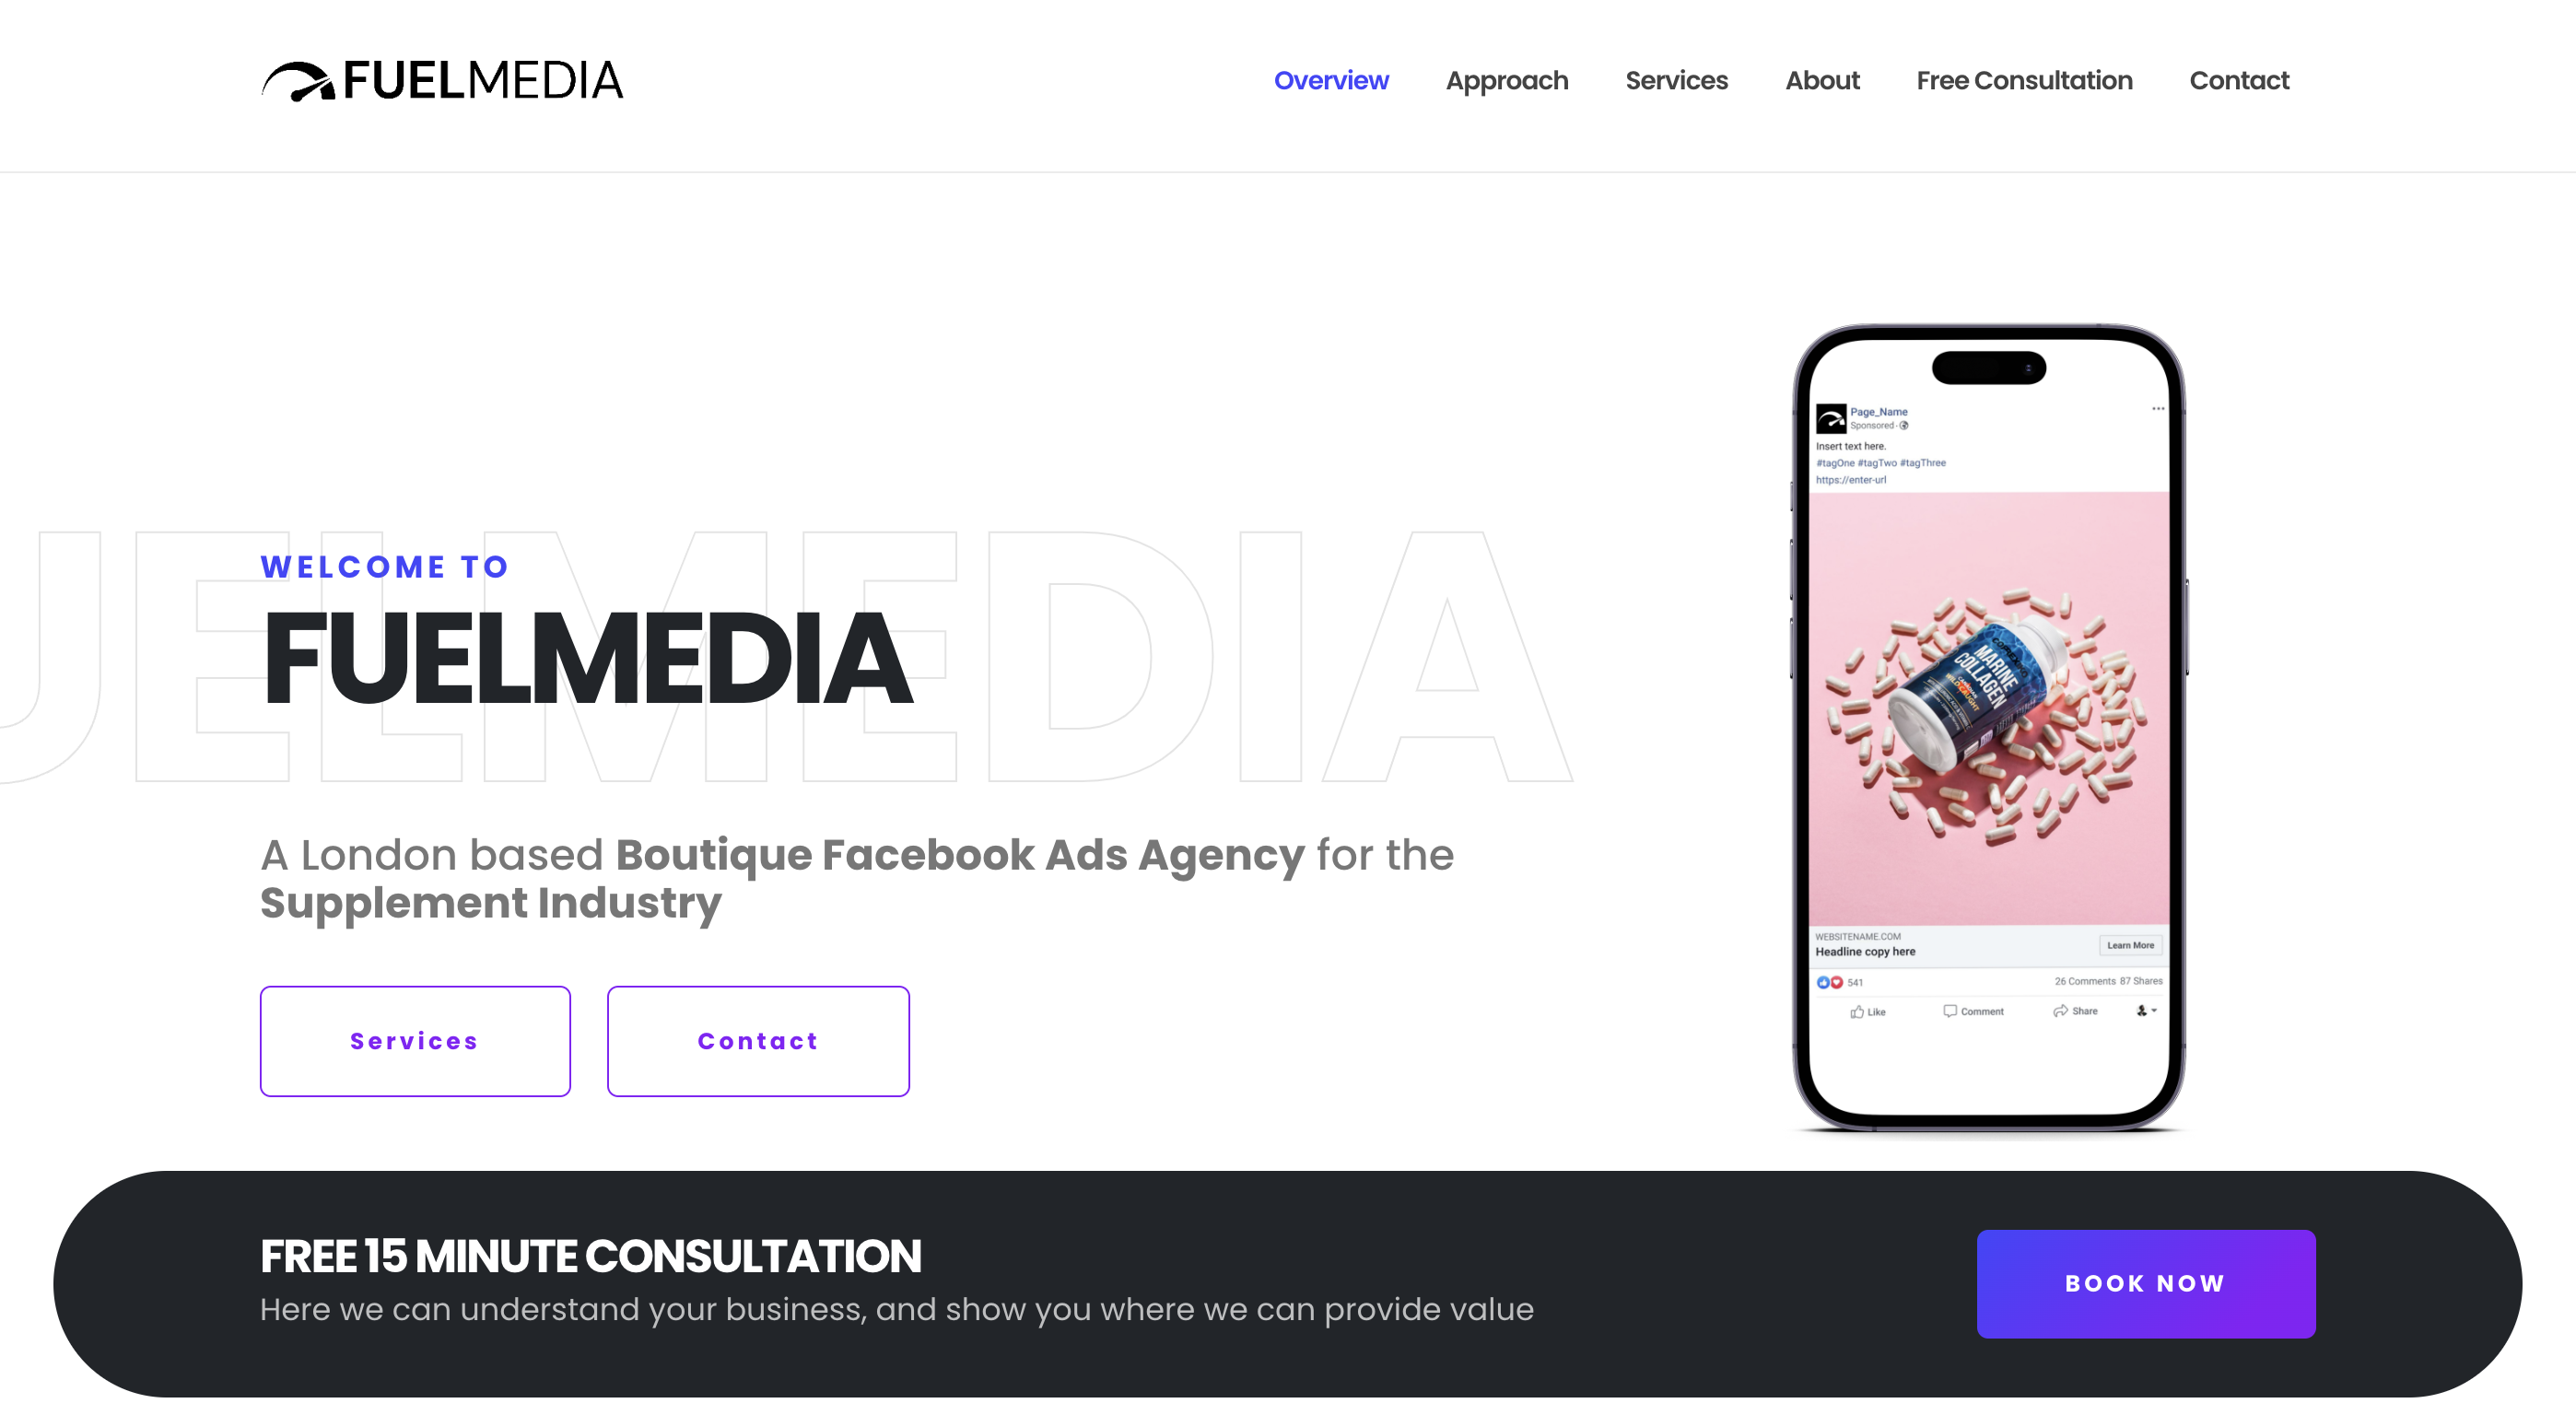 FUELMEDIA
Overview Approach Services About Free Consultation Contact
UELMEDIA
WELCOME TO
FUELMEDIA
A London based Boutique Facebook Ads Agency for the
Supplement Industry
Services Contact
Page_Name
Sponsored ·
Insert text here.
#tagOne #tagTwo #tagThree
https://enter-url
MARINE
COLLAGEN
CANADIAN
WILD CAUGHT
WEBSITENAME.COM
Headline copy here
Learn More
541 26 Comments 87 Shares
Like Comment Share
FREE 15 MINUTE CONSULTATION
Here we can understand your business, and show you where we can provide value
BOOK NOW